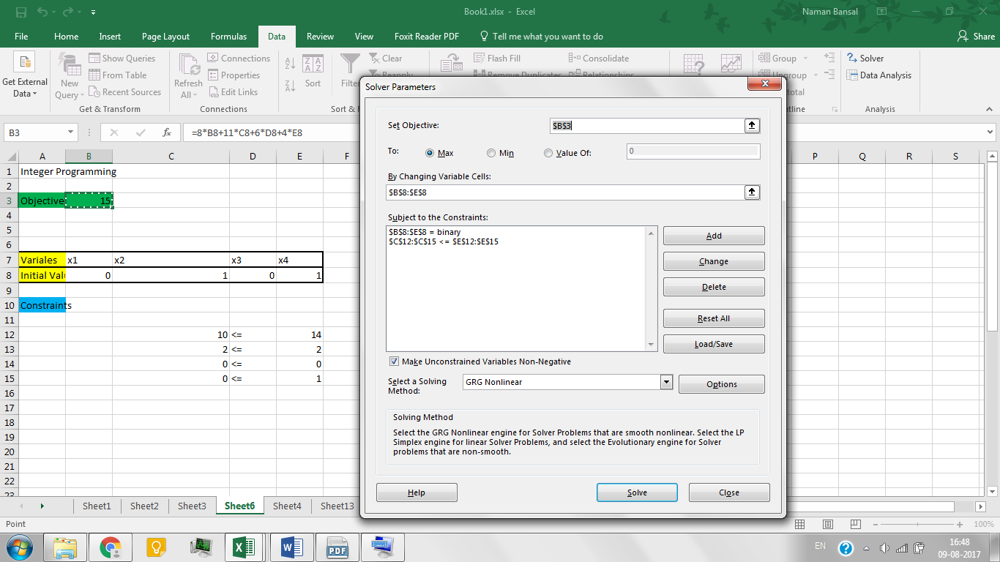 Book1.xlsx - Excel
Naman Bansal
File Home Insert Page Layout Formulas Data Review View Foxit Reader PDF Tell me what you want to do Share
Get External Data
New Query
Show Queries
From Table
Recent Sources
Get & Transform
Refresh All
Connections
Properties
Edit Links
Connections
Sort
Filter
Clear
Reapply
Sort &
Flash Fill
Remove Duplicates
Consolidate
Relationships
Group
Ungroup
Solver
Data Analysis
Analysis
B3 fx =8*B8+11*C8+6*D8+4*E8
A B C D E F P Q R S
1 Integer Programming
2
3 Objective 15
4
5
6
7 Variales x1 x2 x3 x4
8 Initial Val 0 1 0 1
9
10 Constraints
11
12 10 <= 14
13 2 <= 2
14 0 <= 0
15 0 <= 1
16
17
18
19
20
21
22
23
Solver Parameters
Set Objective: $B$3
To: Max Min Value Of: 0
By Changing Variable Cells:
$B$8:$E$8
Subject to the Constraints:
$B$8:$E$8 = binary
$C$12:$C$15 <= $E$12:$E$15
Add
Change
Delete
Reset All
Load/Save
Make Unconstrained Variables Non-Negative
Select a Solving Method: GRG Nonlinear Options
Solving Method
Select the GRG Nonlinear engine for Solver Problems that are smooth nonlinear. Select the LP
Simplex engine for linear Solver Problems, and select the Evolutionary engine for Solver
problems that are non-smooth.
Help Solve Close
Sheet1 Sheet2 Sheet3 Sheet6 Sheet4 Sheet13
Point 100%
EN 16:48
09-08-2017